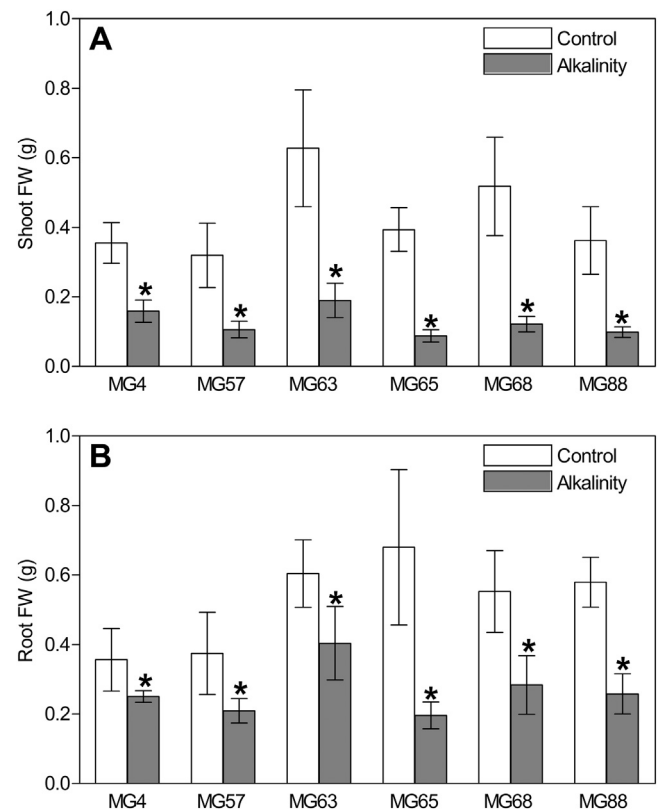 A
Control
Alkalinity
Shoot FW (g)
1.0
0.8
0.6
0.4
0.2
0.0
* * * * * *
MG4 MG57 MG63 MG65 MG68 MG88
B
Control
Alkalinity
Root FW (g)
1.0
0.8
0.6
0.4
0.2
0.0
* * * * * *
MG4 MG57 MG63 MG65 MG68 MG88